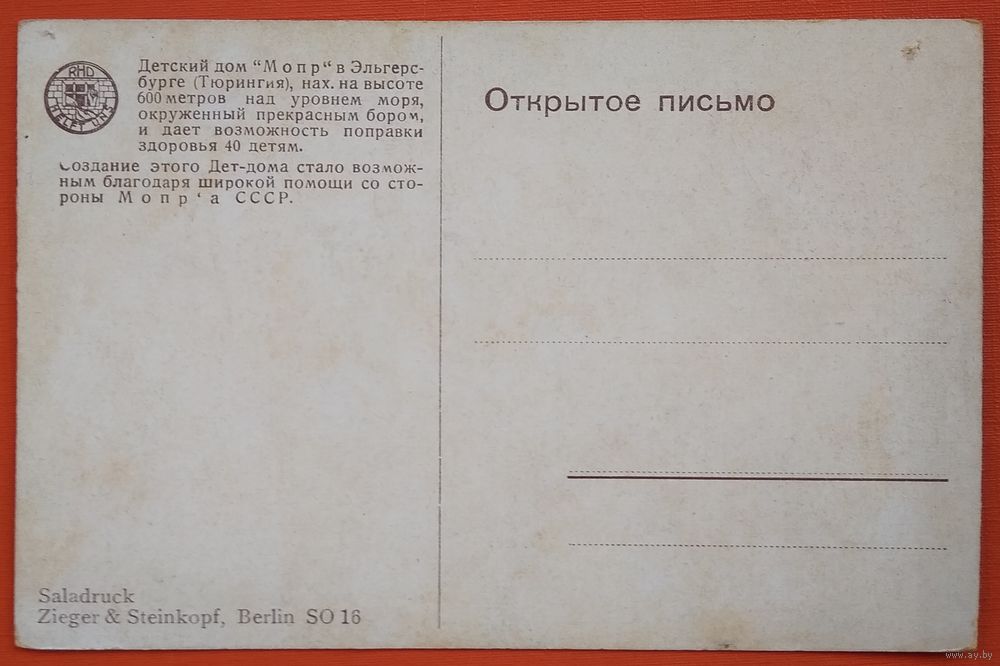 RHD
HELFT UNS
Детский дом "Мопр" в Эльгерс-
бурге (Тюрингия), нах. на высоте
600 метров над уровнем моря,
окруженный прекрасным бором,
и дает возможность поправки
здоровья 40 детям.
Создание этого Дет-дома стало возмож-
ным благодаря широкой помощи со сто-
роны Мопр'а СССР.
Открытое письмо
Saladruck
Zieger & Steinkopf, Berlin SO 16
www.ay.by